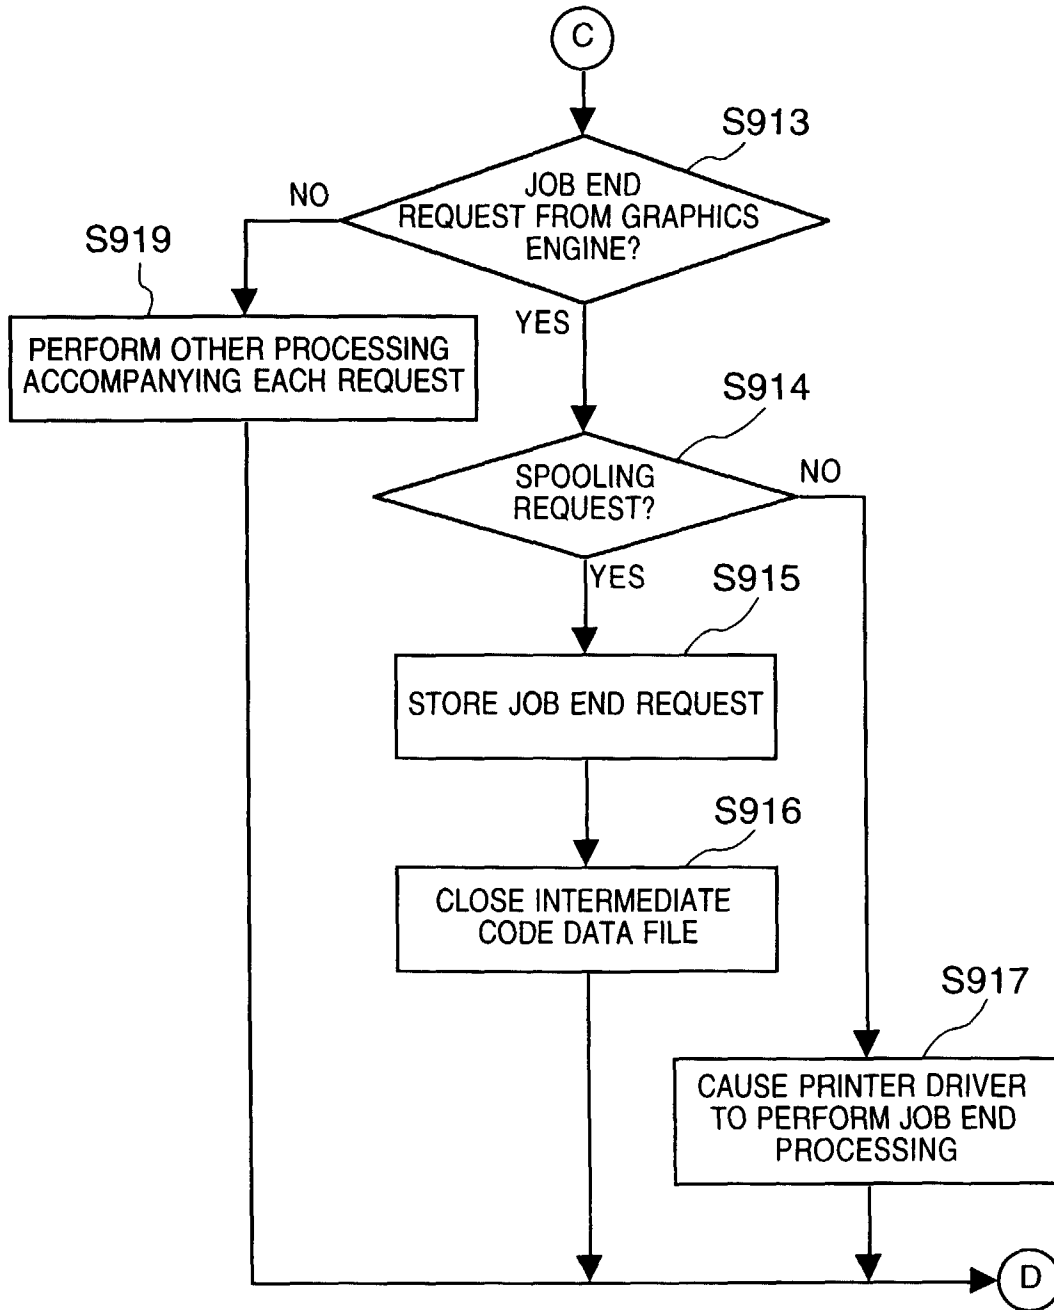 C
S913
JOB END
REQUEST FROM GRAPHICS
ENGINE?
NO
YES
S919
PERFORM OTHER PROCESSING
ACCOMPANYING EACH REQUEST
S914
SPOOLING
REQUEST?
NO
YES
S915
STORE JOB END REQUEST
S916
CLOSE INTERMEDIATE
CODE DATA FILE
S917
CAUSE PRINTER DRIVER
TO PERFORM JOB END
PROCESSING
D